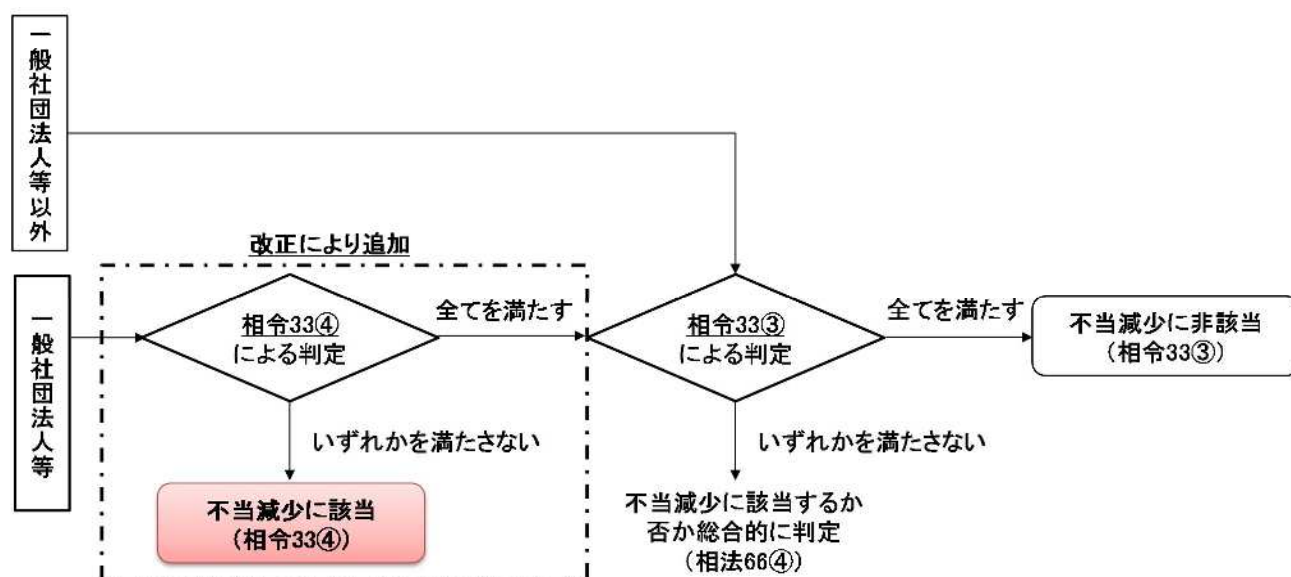 一般社団法人等以外
改正により追加
一般社団法人等
相令33④
による判定
全てを満たす
いずれかを満たさない
不当減少に該当
（相令33④）
相令33③
による判定
全てを満たす
不当減少に非該当
（相令33③）
いずれかを満たさない
不当減少に該当するか
否か総合的に判定
（相法66④）